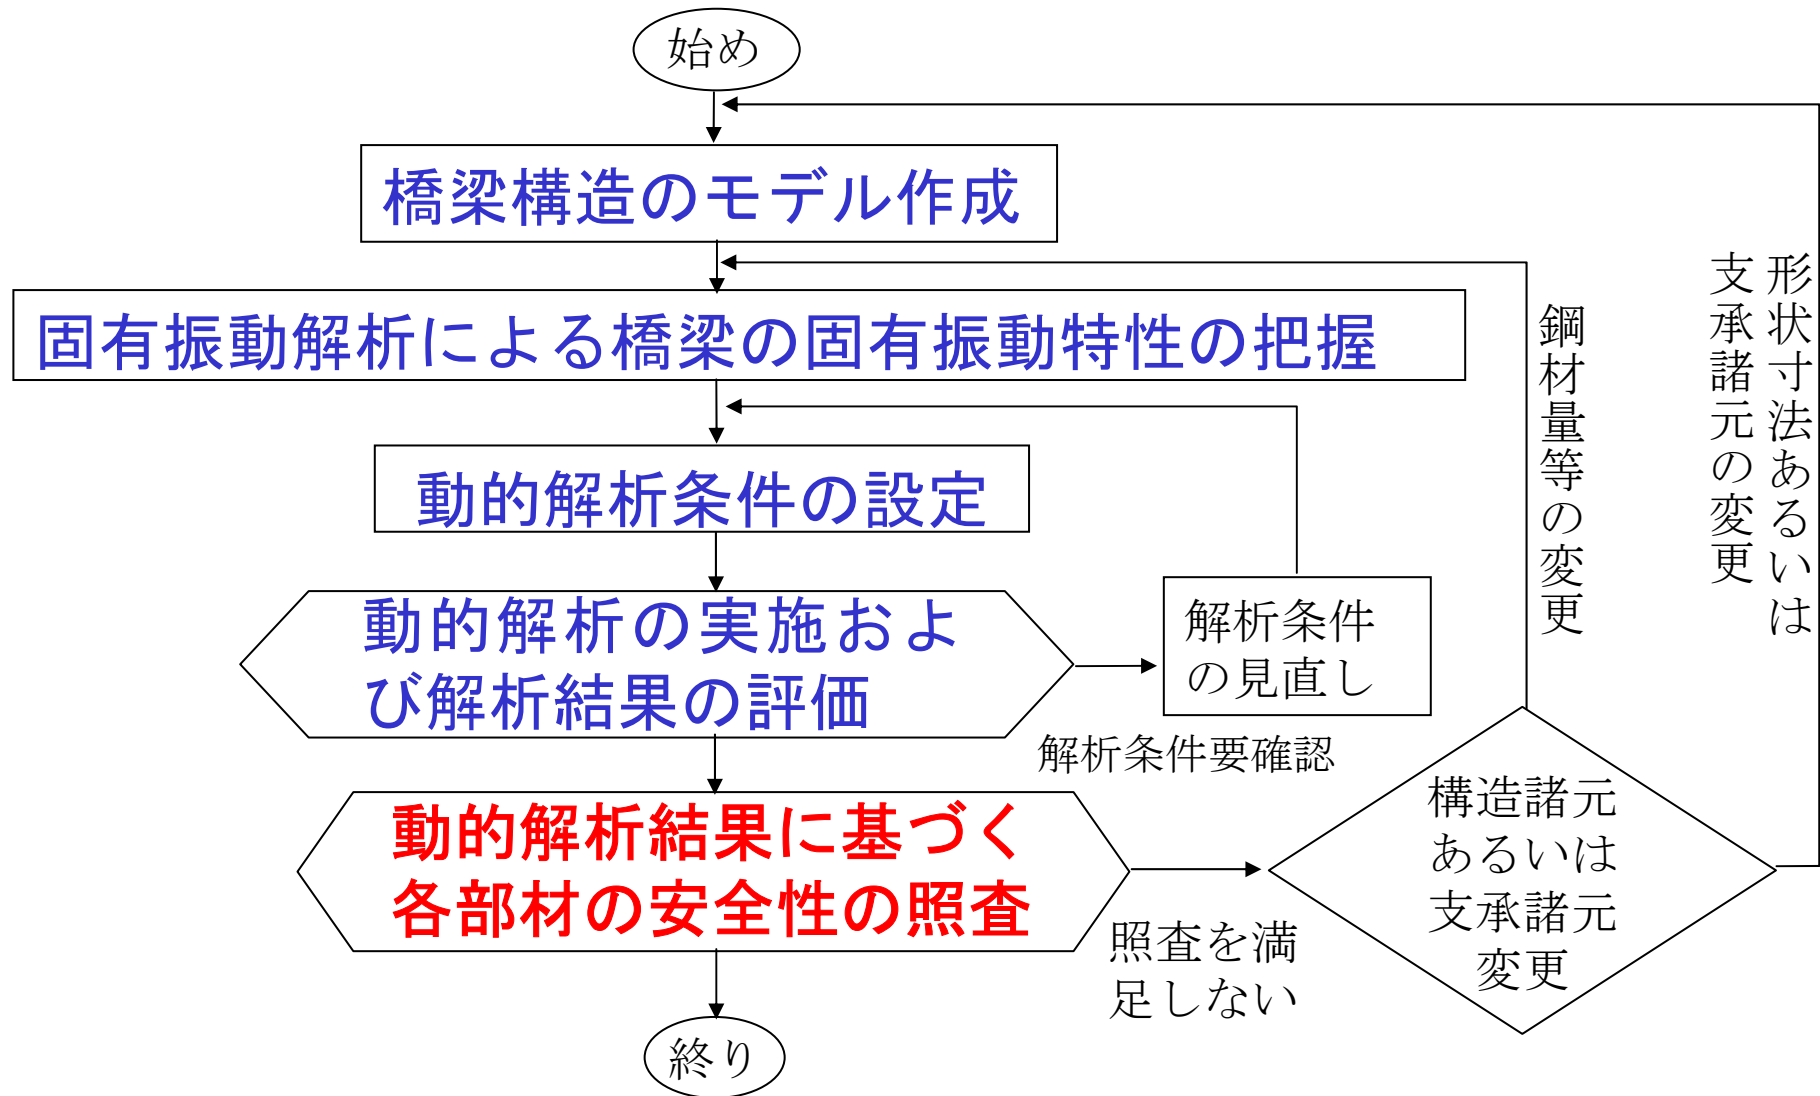 始め
橋梁構造のモデル作成
固有振動解析による橋梁の固有振動特性の把握
動的解析条件の設定
動的解析の実施およ
び解析結果の評価
解析条件
の見直し
解析条件要確認
動的解析結果に基づく
各部材の安全性の照査
照査を満
足しない
構造諸元
あるいは
支承諸元
変更
鋼材量等の変更
形状寸法あるいは
支承諸元の変更
終り